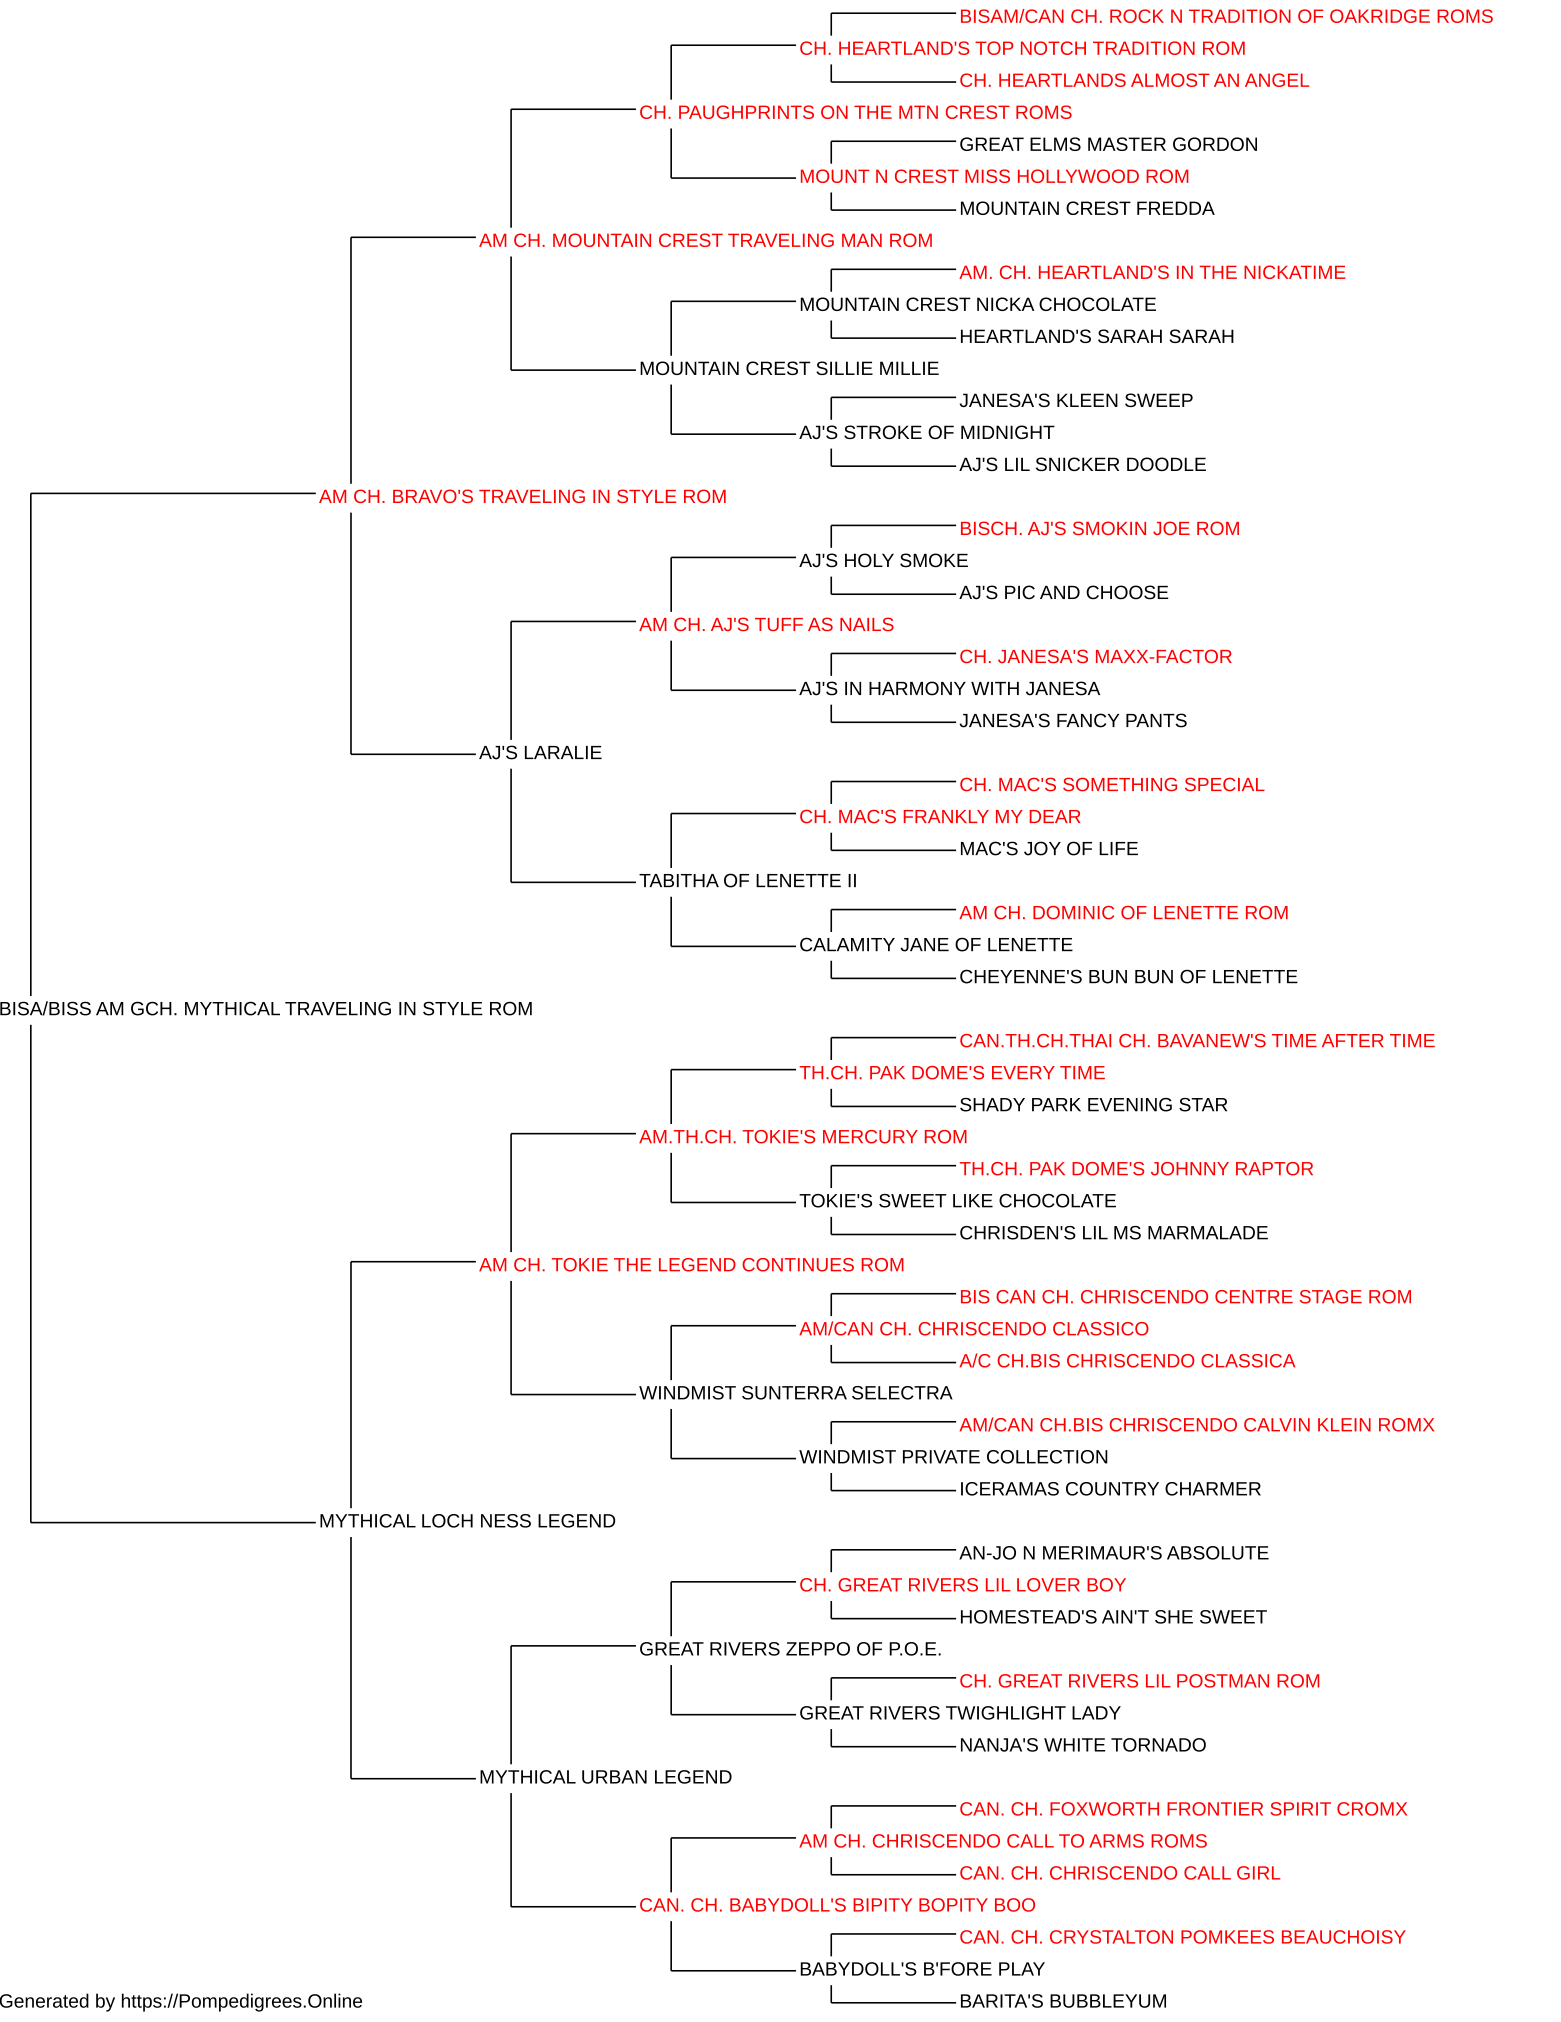 BISAM/CAN CH. ROCK N TRADITION OF OAKRIDGE ROMS
CH. HEARTLAND'S TOP NOTCH TRADITION ROM
CH. HEARTLANDS ALMOST AN ANGEL
CH. PAUGHPRINTS ON THE MTN CREST ROMS
GREAT ELMS MASTER GORDON
MOUNT N CREST MISS HOLLYWOOD ROM
MOUNTAIN CREST FREDDA
AM CH. MOUNTAIN CREST TRAVELING MAN ROM
AM. CH. HEARTLAND'S IN THE NICKATIME
MOUNTAIN CREST NICKA CHOCOLATE
HEARTLAND'S SARAH SARAH
MOUNTAIN CREST SILLIE MILLIE
JANESA'S KLEEN SWEEP
AJ'S STROKE OF MIDNIGHT
AJ'S LIL SNICKER DOODLE
AM CH. BRAVO'S TRAVELING IN STYLE ROM
BISCH. AJ'S SMOKIN JOE ROM
AJ'S HOLY SMOKE
AJ'S PIC AND CHOOSE
AM CH. AJ'S TUFF AS NAILS
CH. JANESA'S MAXX-FACTOR
AJ'S IN HARMONY WITH JANESA
JANESA'S FANCY PANTS
AJ'S LARALIE
CH. MAC'S SOMETHING SPECIAL
CH. MAC'S FRANKLY MY DEAR
MAC'S JOY OF LIFE
TABITHA OF LENETTE II
AM CH. DOMINIC OF LENETTE ROM
CALAMITY JANE OF LENETTE
CHEYENNE'S BUN BUN OF LENETTE
BISA/BISS AM GCH. MYTHICAL TRAVELING IN STYLE ROM
CAN.TH.CH.THAI CH. BAVANEW'S TIME AFTER TIME
TH.CH. PAK DOME'S EVERY TIME
SHADY PARK EVENING STAR
AM.TH.CH. TOKIE'S MERCURY ROM
TH.CH. PAK DOME'S JOHNNY RAPTOR
TOKIE'S SWEET LIKE CHOCOLATE
CHRISDEN'S LIL MS MARMALADE
AM CH. TOKIE THE LEGEND CONTINUES ROM
BIS CAN CH. CHRISCENDO CENTRE STAGE ROM
AM/CAN CH. CHRISCENDO CLASSICO
A/C CH.BIS CHRISCENDO CLASSICA
WINDMIST SUNTERRA SELECTRA
AM/CAN CH.BIS CHRISCENDO CALVIN KLEIN ROMX
WINDMIST PRIVATE COLLECTION
ICERAMAS COUNTRY CHARMER
MYTHICAL LOCH NESS LEGEND
AN-JO N MERIMAUR'S ABSOLUTE
CH. GREAT RIVERS LIL LOVER BOY
HOMESTEAD'S AIN'T SHE SWEET
GREAT RIVERS ZEPPO OF P.O.E.
CH. GREAT RIVERS LIL POSTMAN ROM
GREAT RIVERS TWIGHLIGHT LADY
NANJA'S WHITE TORNADO
MYTHICAL URBAN LEGEND
CAN. CH. FOXWORTH FRONTIER SPIRIT CROMX
AM CH. CHRISCENDO CALL TO ARMS ROMS
CAN. CH. CHRISCENDO CALL GIRL
CAN. CH. BABYDOLL'S BIPITY BOPITY BOO
CAN. CH. CRYSTALTON POMKEES BEAUCHOISY
BABYDOLL'S B'FORE PLAY
BARITA'S BUBBLEYUM
Generated by https://Pompedigrees.Online